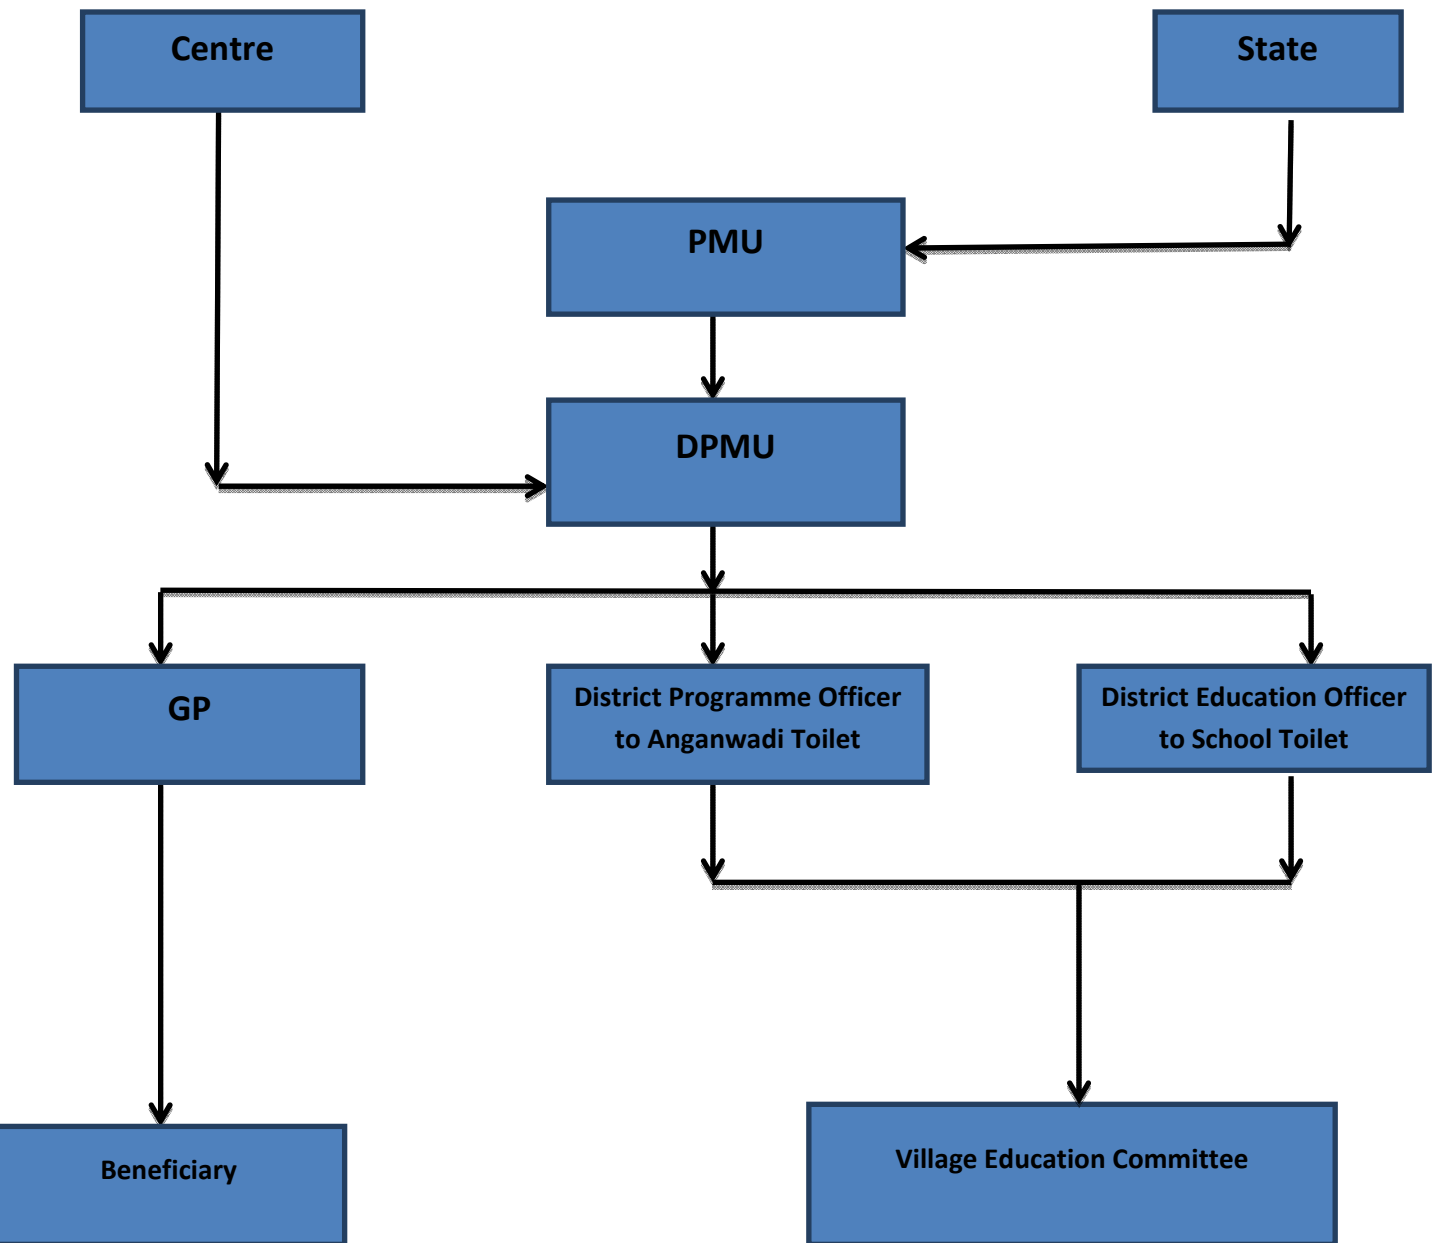 Centre
State
PMU
DPMU
GP
District Programme Officer
to Anganwadi Toilet
District Education Officer
to School Toilet
Beneficiary
Village Education Committee